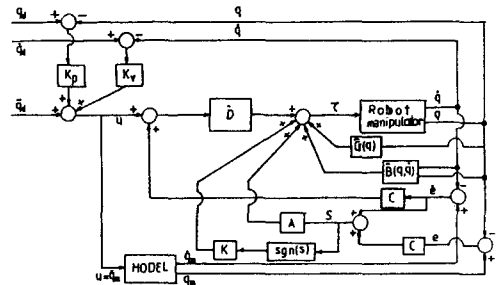 q_d
q
q̇_d
q̇
K_p
K_v
q̈_d
u
D̂
τ
Robot manipulator
q̇
q
Ĝ(q)
B̂(q,q̇)
C
ė
A
S
K
sgn(s)
C
e
MODEL
u=q̈_m
q̇_m
q_m